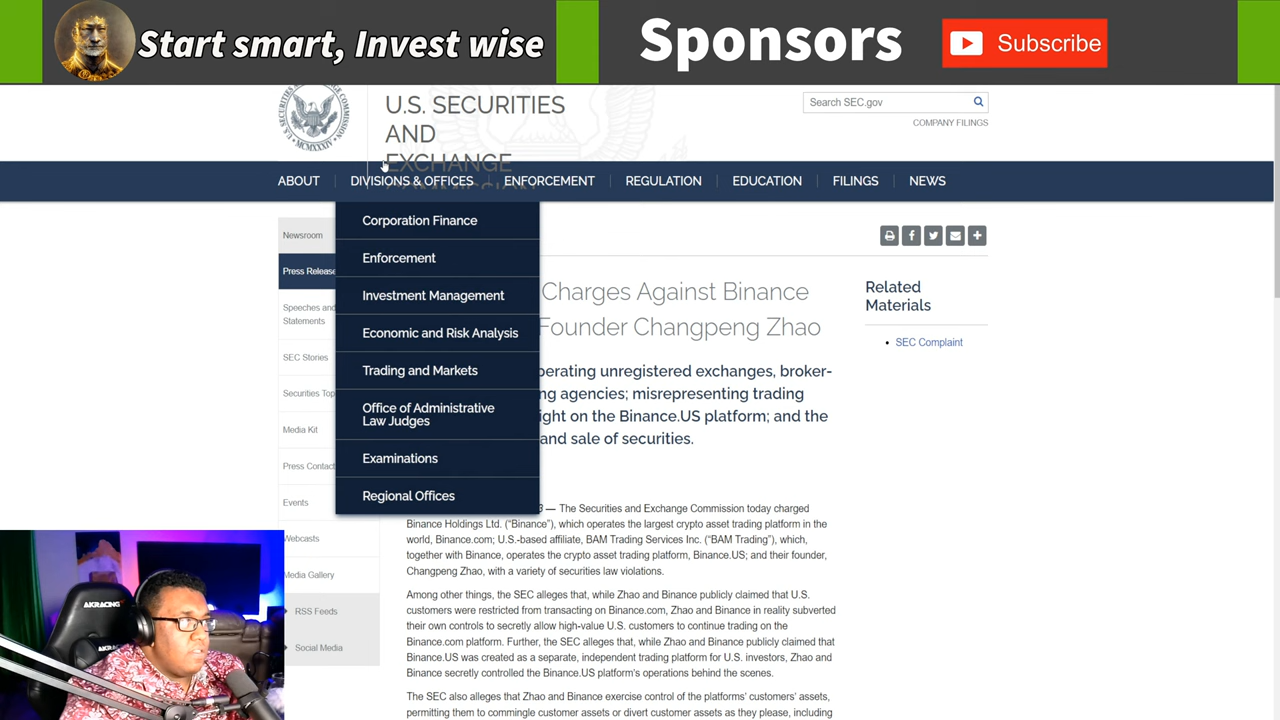 Start smart, Invest wise
Sponsors
Subscribe
U.S. SECURITIES
AND
EXCHANGE
Search SEC.gov
COMPANY FILINGS
ABOUT
DIVISIONS & OFFICES
ENFORCEMENT
REGULATION
EDUCATION
FILINGS
NEWS
Corporation Finance
Enforcement
Investment Management
Economic and Risk Analysis
Trading and Markets
Office of Administrative
Law Judges
Examinations
Regional Offices
Newsroom
Press Release
Speeches and
Statements
SEC Stories
Securities Top
Media Kit
Press Contact
Events
Webcasts
Media Gallery
RSS Feeds
Social Media
Charges Against Binance
Founder Changpeng Zhao
perating unregistered exchanges, broker-
ng agencies; misrepresenting trading
ight on the Binance.US platform; and the
and sale of securities.
3 — The Securities and Exchange Commission today charged
Binance Holdings Ltd. (“Binance”), which operates the largest crypto asset trading platform in the
world, Binance.com; U.S.-based affiliate, BAM Trading Services Inc. (“BAM Trading”), which,
together with Binance, operates the crypto asset trading platform, Binance.US; and their founder,
Changpeng Zhao, with a variety of securities law violations.
Among other things, the SEC alleges that, while Zhao and Binance publicly claimed that U.S.
customers were restricted from transacting on Binance.com, Zhao and Binance in reality subverted
their own controls to secretly allow high-value U.S. customers to continue trading on the
Binance.com platform. Further, the SEC alleges that, while Zhao and Binance publicly claimed that
Binance.US was created as a separate, independent trading platform for U.S. investors, Zhao and
Binance secretly controlled the Binance.US platform's operations behind the scenes.
The SEC also alleges that Zhao and Binance exercise control of the platforms' customers' assets,
permitting them to commingle customer assets or divert customer assets as they please, including
Related
Materials
SEC Complaint
AKRACING